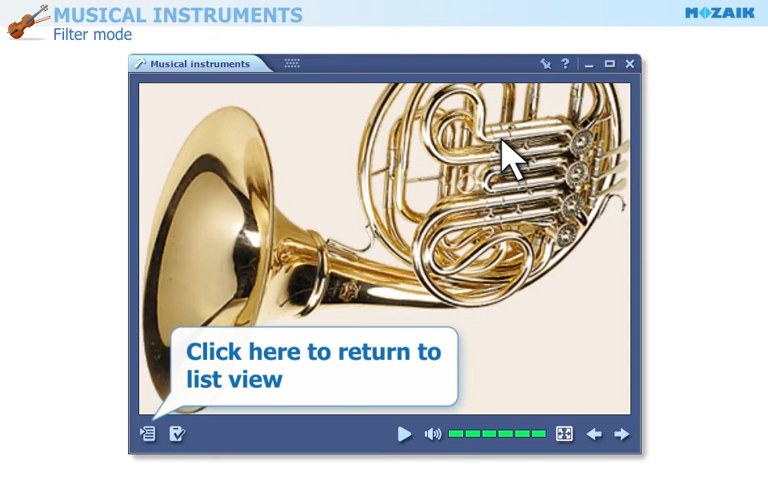 MUSICAL INSTRUMENTS
Filter mode
MOZAIK
Musical instruments
?
Click here to return to
list view